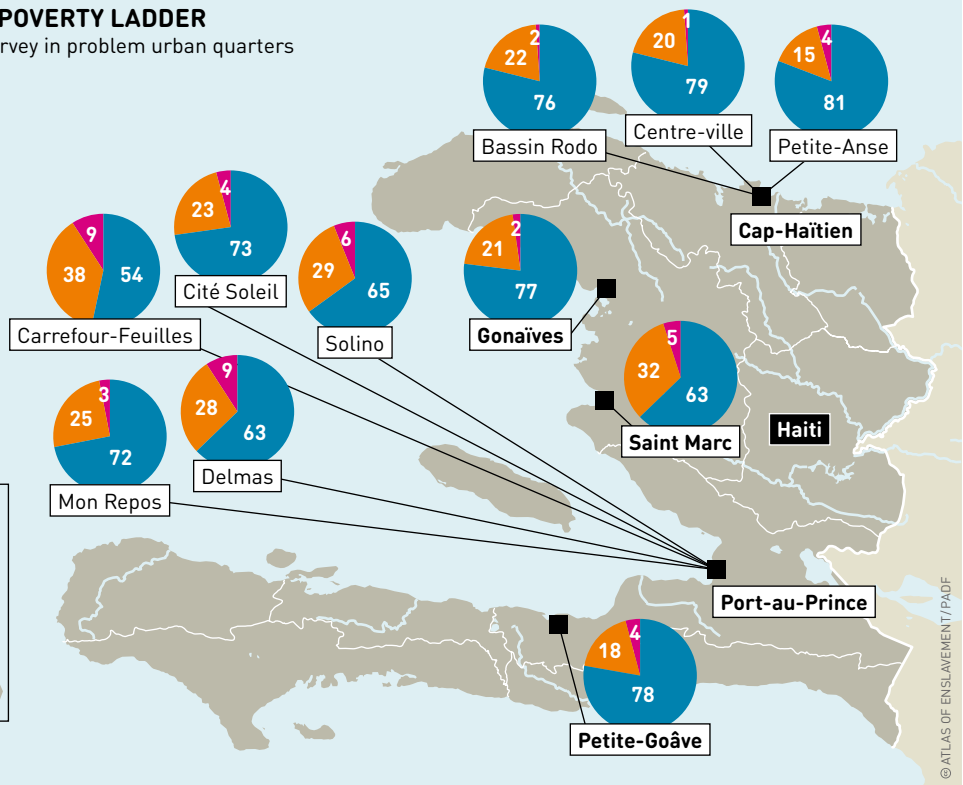 POVERTY LADDER
rvey in problem urban quarters
2
22
76
Bassin Rodo
1
20
79
Centre-ville
4
15
81
Petite-Anse
Cap-Haïtien
9
38
54
Carrefour-Feuilles
4
23
73
Cité Soleil
6
29
65
Solino
2
21
77
Gonaïves
5
32
63
Saint Marc
Haiti
3
25
72
Mon Repos
9
28
63
Delmas
Port-au-Prince
4
18
78
Petite-Goâve
© ATLAS OF ENSLAVEMENT/PADF